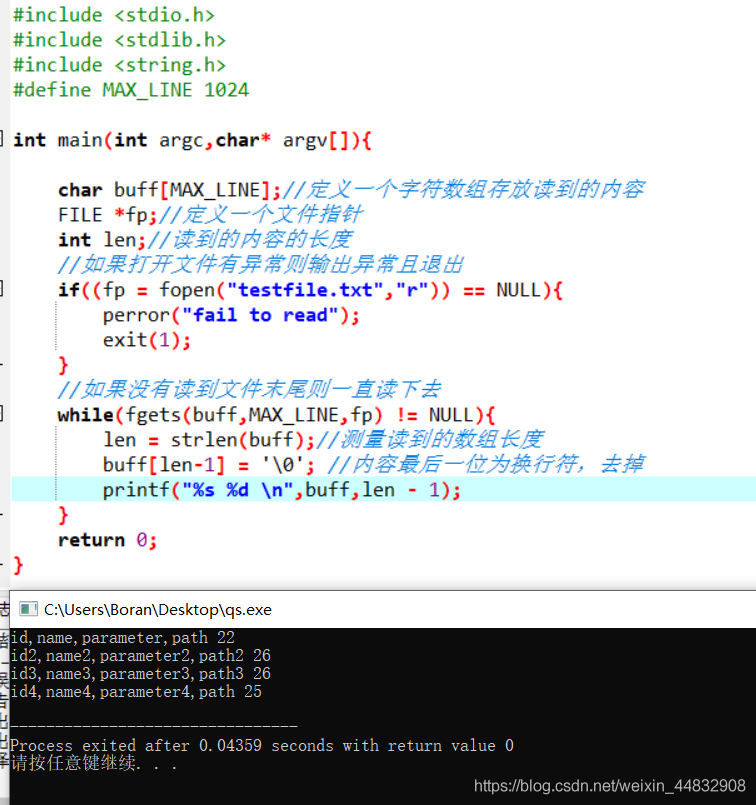 #include <stdio.h>
#include <stdlib.h>
#include <string.h>
#define MAX_LINE 1024
int main(int argc,char* argv[]){
char buff[MAX_LINE];//定义一个字符数组存放读到的内容
FILE *fp;//定义一个文件指针
int len;//读到的内容的长度
//如果打开文件有异常则输出异常且退出
if((fp = fopen("testfile.txt","r")) == NULL){
perror("fail to read");
exit(1);
}
//如果没有读到文件末尾则一直读下去
while(fgets(buff,MAX_LINE,fp) != NULL){
len = strlen(buff);//测量读到的数组长度
buff[len-1] = '\0'; //内容最后一位为换行符，去掉
printf("%s %d \n",buff,len - 1);
}
return 0;
}
C:\Users\Boran\Desktop\qs.exe
id,name,parameter,path 22
id2,name2,parameter2,path2 26
id3,name3,parameter3,path3 26
id4,name4,parameter4,path 25
--------------------------------
Process exited after 0.04359 seconds with return value 0
请按任意键继续. . .
https://blog.csdn.net/weixin_44832908